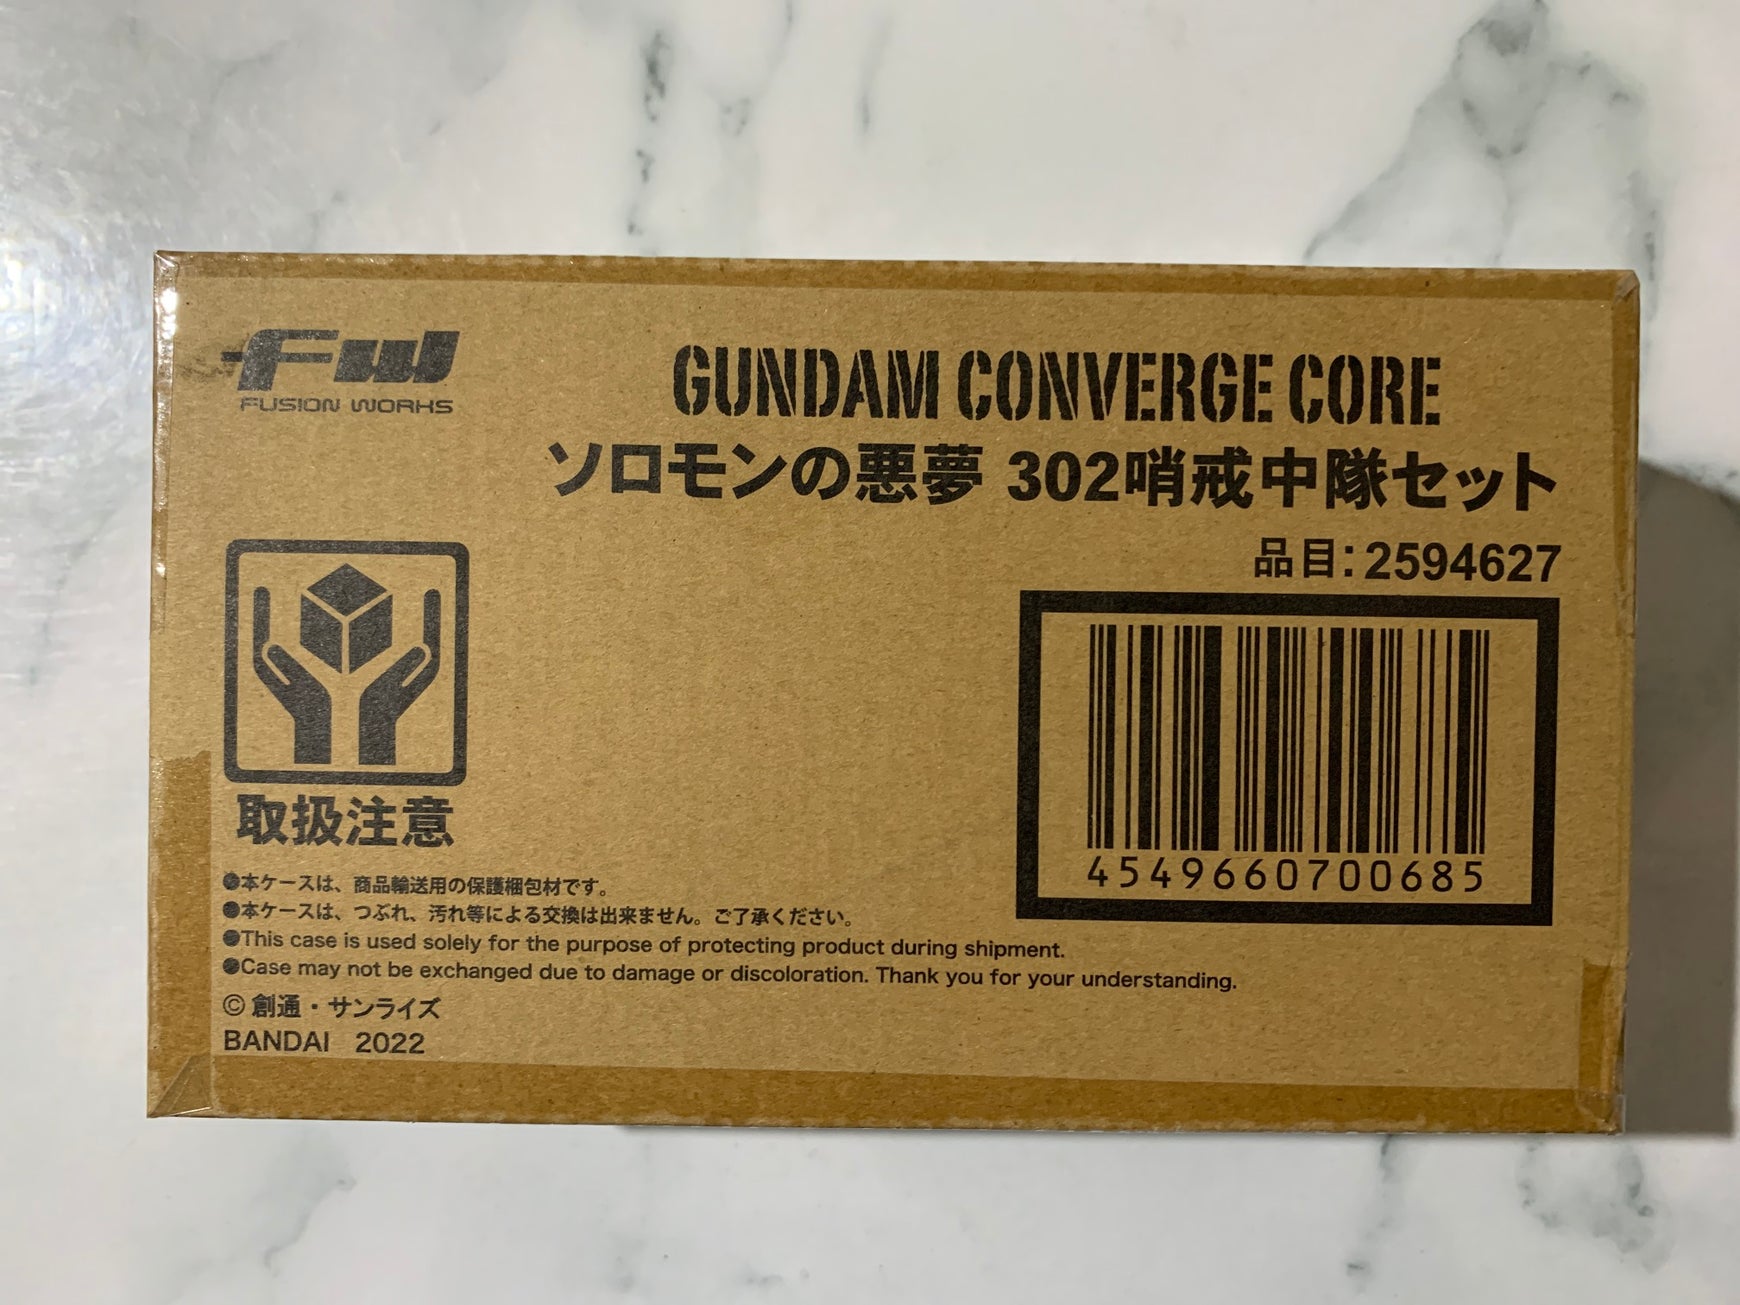 FW
FUSION WORKS
GUNDAM CONVERGE CORE
ソロモンの悪夢 302哨戒中隊セット
品目:2594627
4549660700685
取扱注意
●本ケースは、商品輸送用の保護梱包材です。
●本ケースは、つぶれ、汚れ等による交換は出来ません。ご了承ください。
●This case is used solely for the purpose of protecting product during shipment.
●Case may not be exchanged due to damage or discoloration. Thank you for your understanding.
©創通・サンライズ
BANDAI 2022